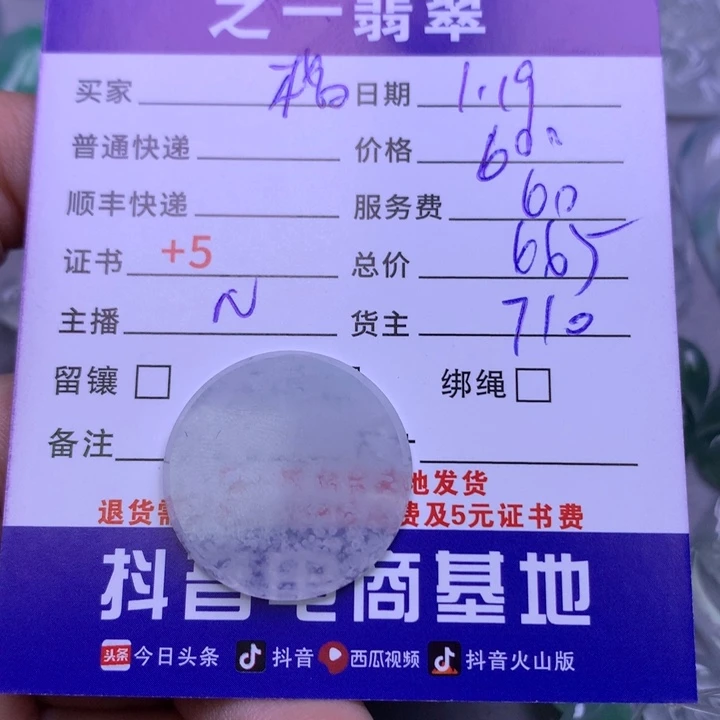 之一翡翠
买家 日期 1.19
普通快递 价格 600
顺丰快递 服务费 60
证书 +5 总价 665
主播 N 货主 710
留镶 绑绳
备注
地发货
退货需 费及5元证书费
抖音电商基地
头条 今日头条 抖音 西瓜视频 抖音火山版